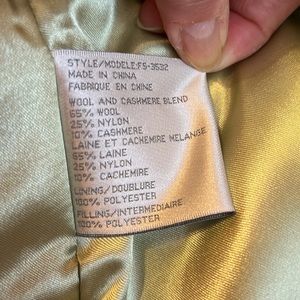 STYLE/MODELE:FS-3532
MADE IN CHINA
FABRIQUE EN CHINE
WOOL AND CASHMERE BLEND
65% WOOL
25% NYLON
10% CASHMERE
LAINE ET CACHEMIRE MELANGE
65% LAINE
25% NYLON
10% CACHEMIRE
LINING/DOUBLURE
100% POLYESTER
FILLING/INTERMEDIAIRE
100% POLYESTER